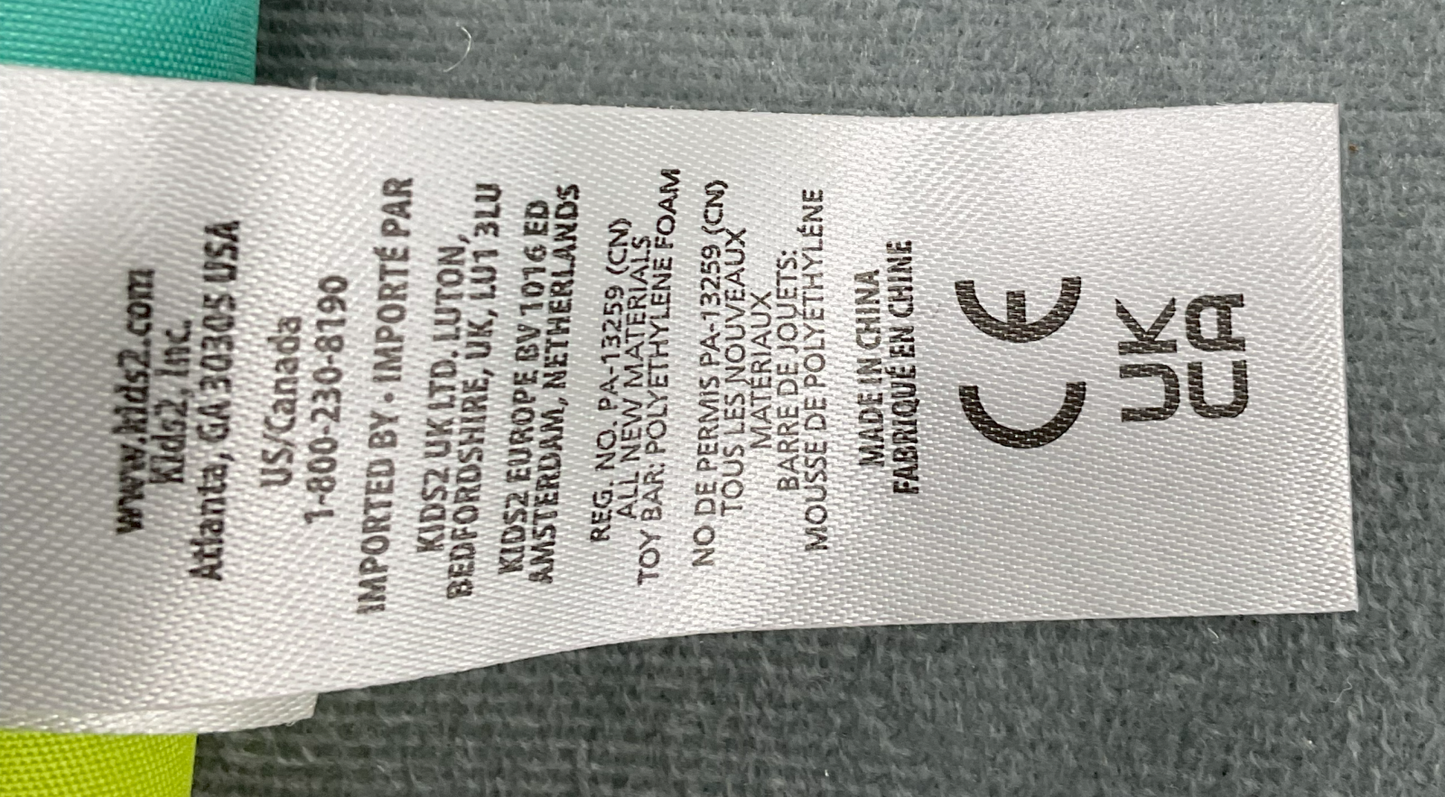 www.kids2.com
Kids2, Inc.
Atlanta, GA 30305 USA
US/Canada
1-800-230-8190
IMPORTED BY • IMPORTÉ PAR
KIDS2 UK LTD. LUTON,
BEDFORDSHIRE, UK, LU1 3LU
KIDS2 EUROPE BV 1016 ED
AMSTERDAM, NETHERLANDS
REG. NO. PA-13259 (CN)
ALL NEW MATERIALS
TOY BAR: POLYETHYLENE FOAM
NO DE PERMIS PA-13259 (CN)
TOUS LES NOUVEAUX
MATÉRIAUX
BARRE DE JOUETS:
MOUSSE DE POLYÉTHYLÈNE
MADE IN CHINA
FABRIQUÉ EN CHINE
CE
UK
CA